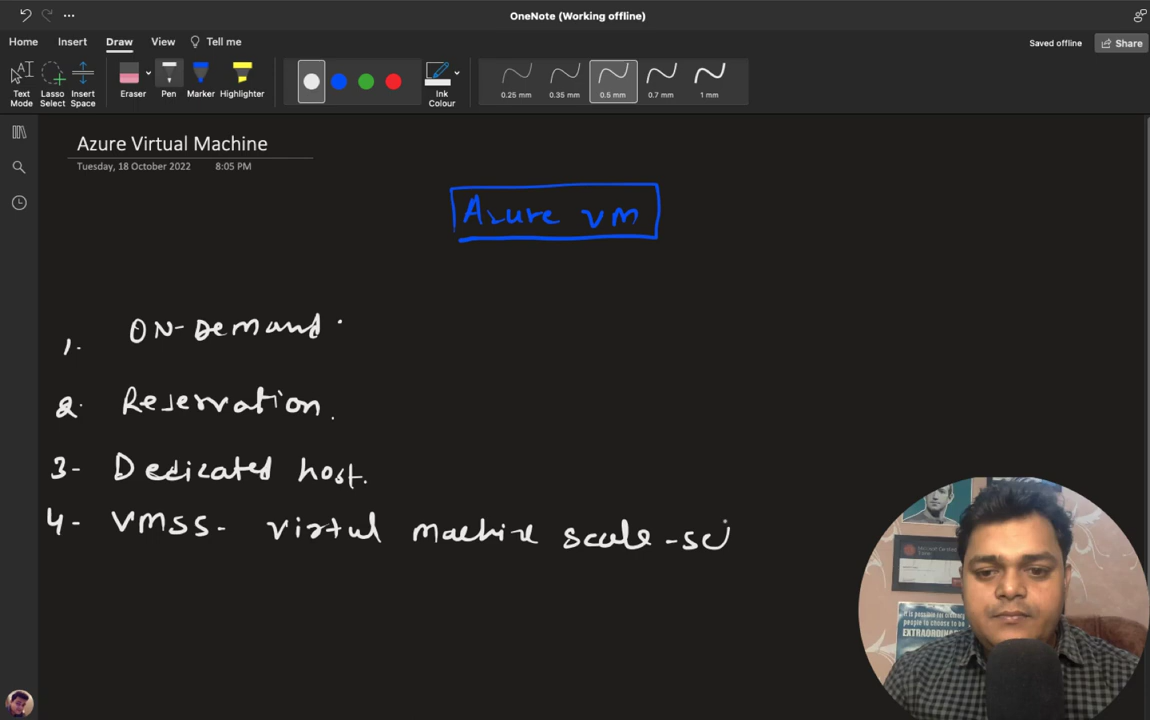 OneNote (Working offline)
Home Insert Draw View Tell me
Saved offline
Share
Text Mode
Lasso Select
Insert Space
Eraser
Pen
Marker
Highlighter
Ink Colour
0.25 mm
0.35 mm
0.5 mm
0.7 mm
1 mm
Azure Virtual Machine
Tuesday, 18 October 2022 8:05 PM
Azure VM
1. ON-Demand.
2. Reservation.
3- Dedicated host.
4- VMSS- virtul machine scale-se
EXTRAORDINAR